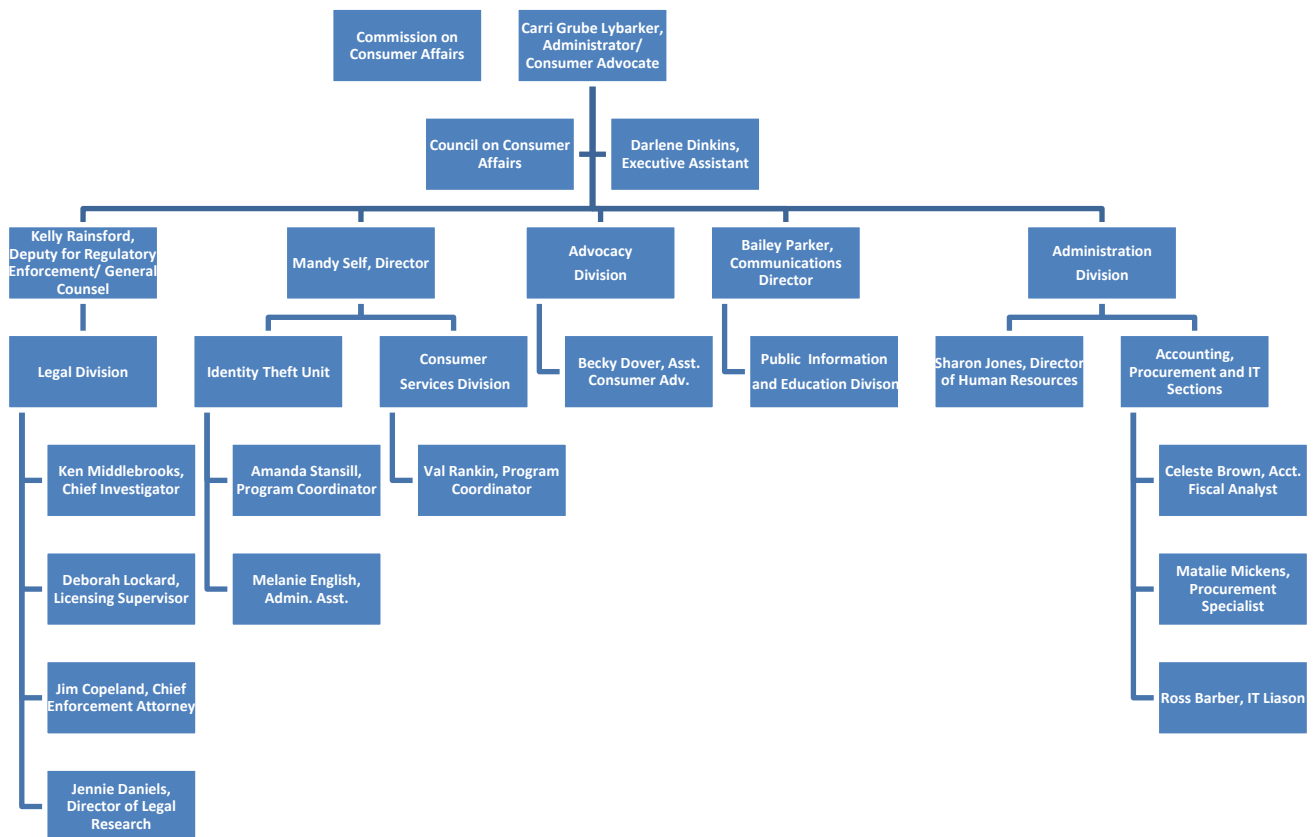 Commission on
Consumer Affairs
Carri Grube Lybarker,
Administrator/
Consumer Advocate
Council on Consumer
Affairs
Darlene Dinkins,
Executive Assistant
Kelly Rainsford,
Deputy for Regulatory
Enforcement/ General
Counsel
Mandy Self, Director
Advocacy
Division
Bailey Parker,
Communications
Director
Administration
Division
Legal Division
Identity Theft Unit
Consumer
Services Division
Becky Dover, Asst.
Consumer Adv.
Public Information
and Education Divison
Sharon Jones, Director
of Human Resources
Accounting,
Procurement and IT
Sections
Ken Middlebrooks,
Chief Investigator
Amanda Stansill,
Program Coordinator
Val Rankin, Program
Coordinator
Celeste Brown, Acct.
Fiscal Analyst
Deborah Lockard,
Licensing Supervisor
Melanie English,
Admin. Asst.
Matalie Mickens,
Procurement
Specialist
Jim Copeland, Chief
Enforcement Attorney
Ross Barber, IT Liason
Jennie Daniels,
Director of Legal
Research